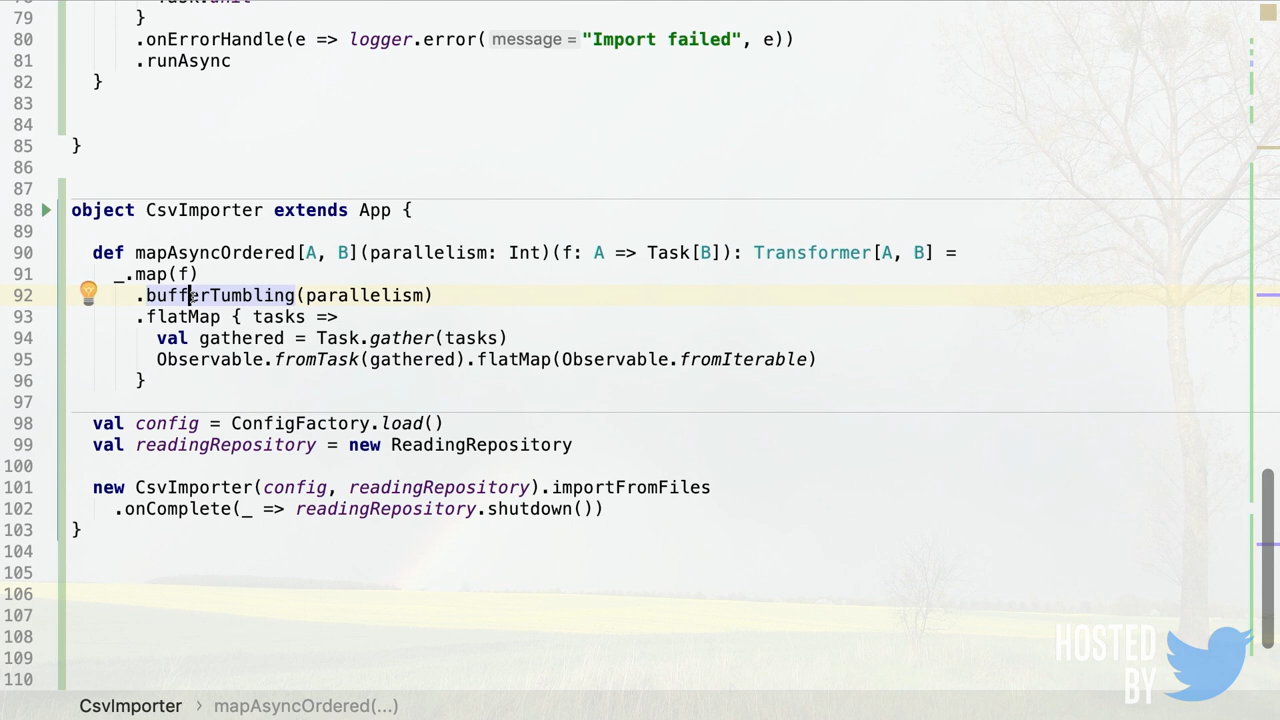 79 }
80 .onErrorHandle(e => logger.error( message = "Import failed", e))
81 .runAsync
82 }
83
84
85 }
86
87
88 object CsvImporter extends App {
89
90 def mapAsyncOrdered[A, B](parallelism: Int)(f: A => Task[B]): Transformer[A, B] =
91 _.map(f)
92 .bufferTumbling(parallelism)
93 .flatMap { tasks =>
94 val gathered = Task.gather(tasks)
95 Observable.fromTask(gathered).flatMap(Observable.fromIterable)
96 }
97
98 val config = ConfigFactory.load()
99 val readingRepository = new ReadingRepository
100
101 new CsvImporter(config, readingRepository).importFromFiles
102 .onComplete(_ => readingRepository.shutdown())
103 }
104
105
106
107
108
109
110
HOSTED
BY
CsvImporter › mapAsyncOrdered(...)